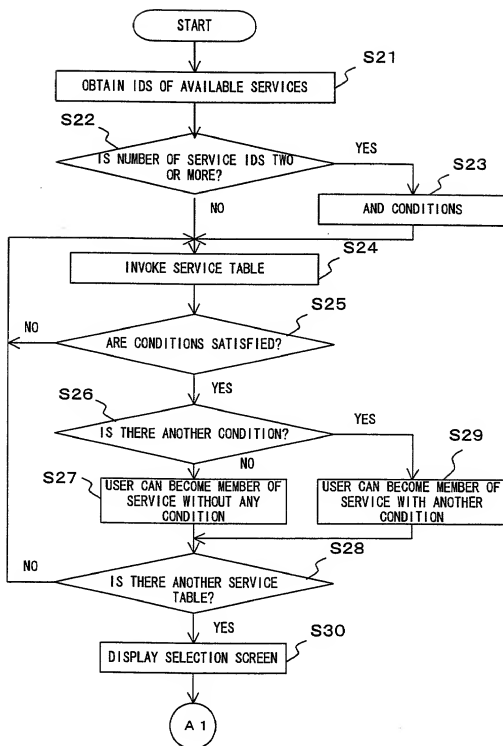 START
S21
OBTAIN IDS OF AVAILABLE SERVICES
S22
IS NUMBER OF SERVICE IDS TWO
OR MORE?
YES
S23
AND CONDITIONS
NO
S24
INVOKE SERVICE TABLE
S25
NO
ARE CONDITIONS SATISFIED?
YES
S26
IS THERE ANOTHER CONDITION?
YES
S29
NO
S27
USER CAN BECOME MEMBER OF
SERVICE WITHOUT ANY
CONDITION
USER CAN BECOME MEMBER OF
SERVICE WITH ANOTHER
CONDITION
S28
NO
IS THERE ANOTHER SERVICE
TABLE?
YES
S30
DISPLAY SELECTION SCREEN
A1